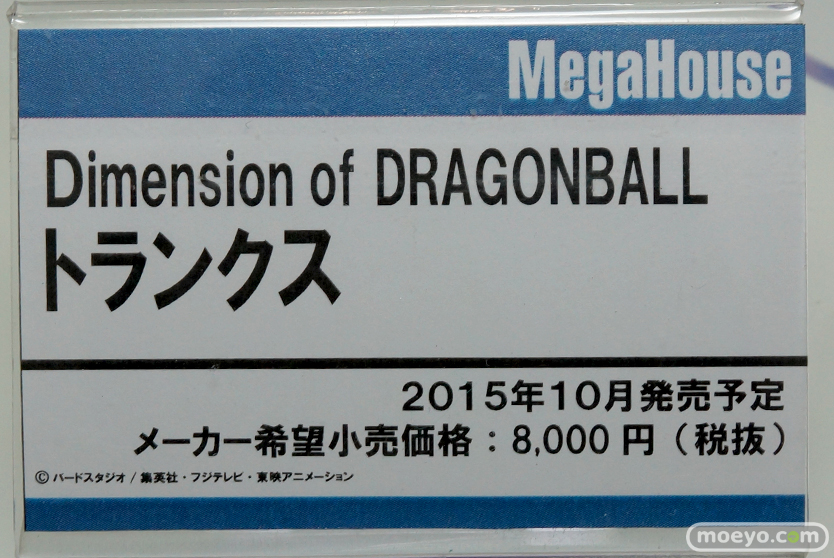 MegaHouse
Dimension of DRAGONBALL
トランクス
2015年10月発売予定
メーカー希望小売価格：8,000円（税抜）
©バードスタジオ / 集英社・フジテレビ・東映アニメーション
moeyo.com